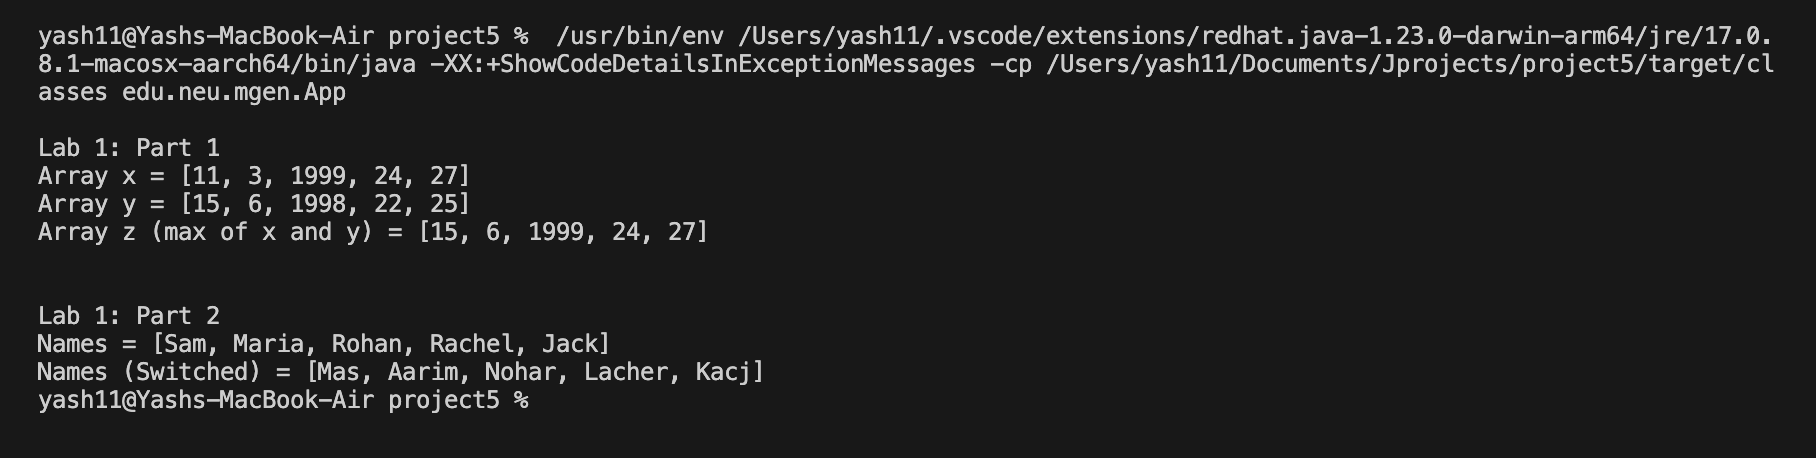 yash11@Yashs-MacBook-Air project5 %  /usr/bin/env /Users/yash11/.vscode/extensions/redhat.java-1.23.0-darwin-arm64/jre/17.0.
8.1-macosx-aarch64/bin/java -XX:+ShowCodeDetailsInExceptionMessages -cp /Users/yash11/Documents/Jprojects/project5/target/cl
asses edu.neu.mgen.App
Lab 1: Part 1
Array x = [11, 3, 1999, 24, 27]
Array y = [15, 6, 1998, 22, 25]
Array z (max of x and y) = [15, 6, 1999, 24, 27]
Lab 1: Part 2
Names = [Sam, Maria, Rohan, Rachel, Jack]
Names (Switched) = [Mas, Aarim, Nohar, Lacher, Kacj]
yash11@Yashs-MacBook-Air project5 %